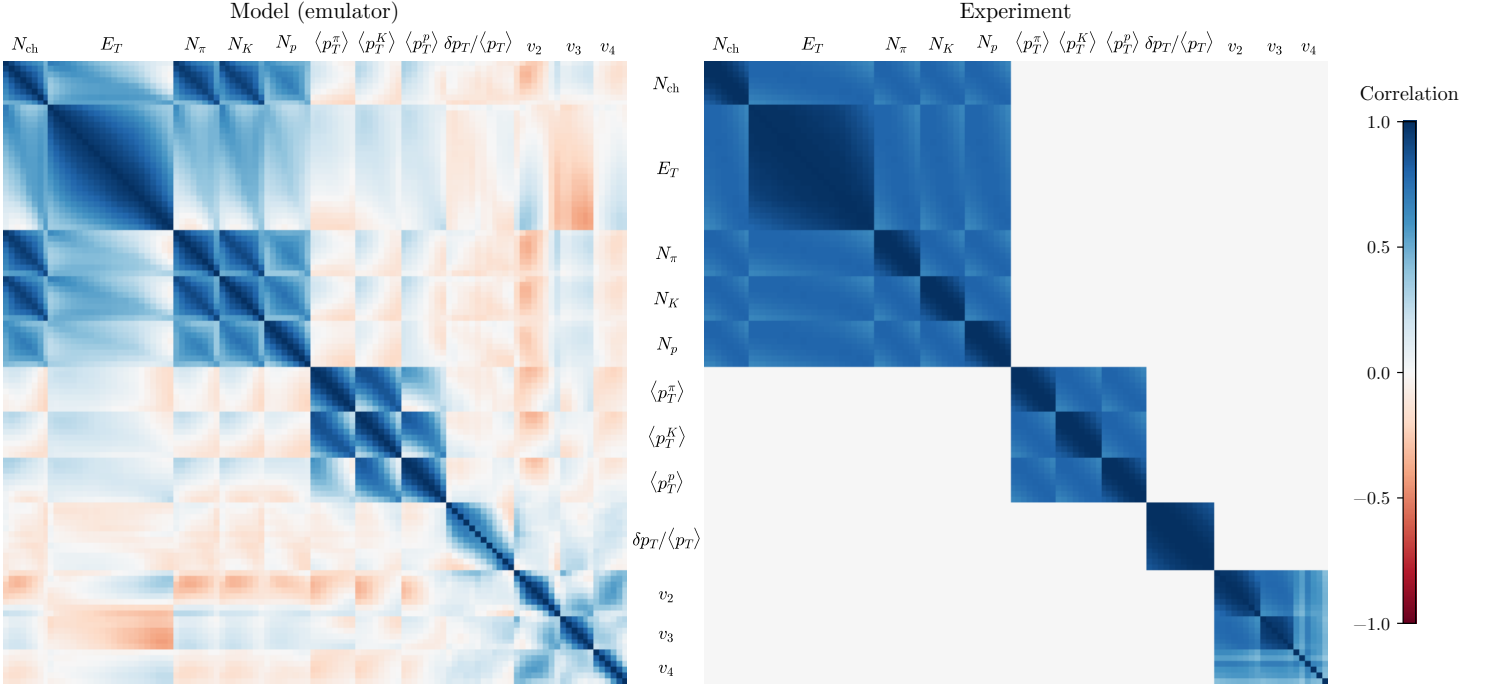 Model (emulator)
Experiment
N_ch E_T N_π N_K N_p ⟨p_T^π⟩ ⟨p_T^K⟩ ⟨p_T^p⟩ δp_T/⟨p_T⟩ v_2 v_3 v_4
N_ch E_T N_π N_K N_p ⟨p_T^π⟩ ⟨p_T^K⟩ ⟨p_T^p⟩ δp_T/⟨p_T⟩ v_2 v_3 v_4
N_ch
E_T
N_π
N_K
N_p
⟨p_T^π⟩
⟨p_T^K⟩
⟨p_T^p⟩
δp_T/⟨p_T⟩
v_2
v_3
v_4
Correlation
1.0
0.5
0.0
−0.5
−1.0